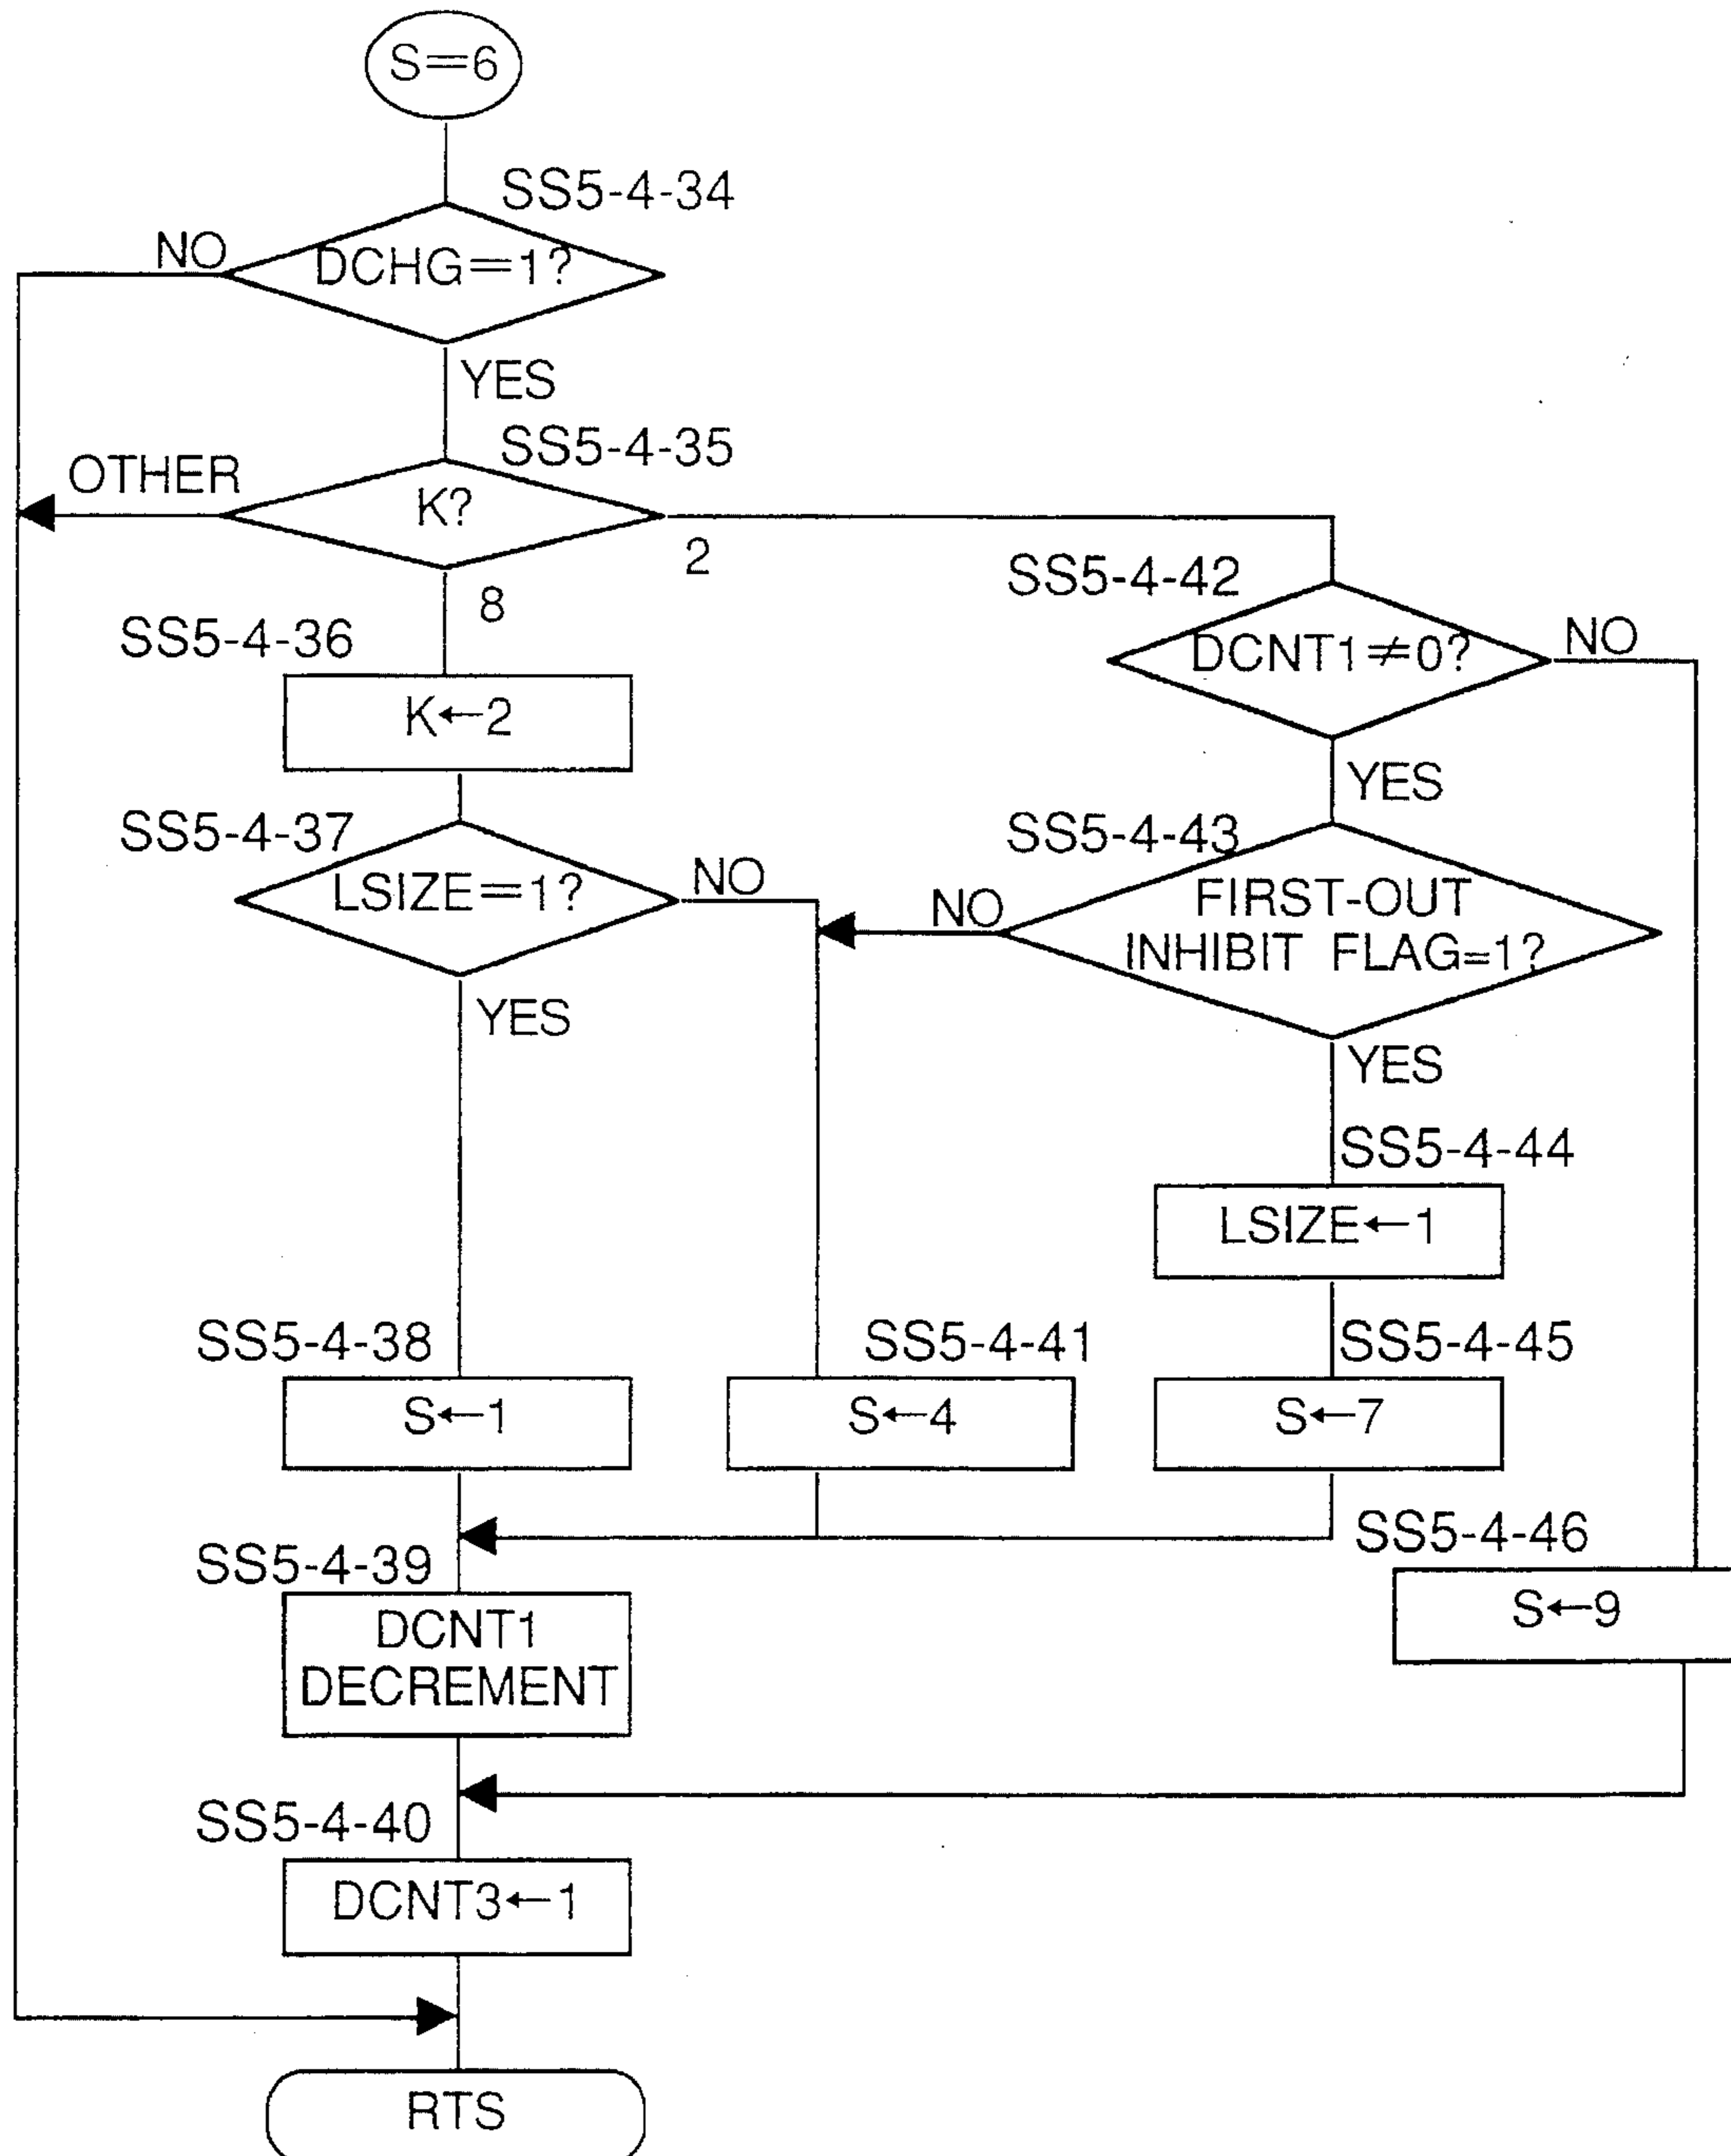 S=6
SS5-4-34
NO
DCHG=1?
YES
SS5-4-35
OTHER
K?
2
8
SS5-4-42
DCNT1≠0?
NO
SS5-4-36
K←2
YES
SS5-4-37
LSIZE=1?
NO
SS5-4-43
NO
FIRST-OUT
INHIBIT FLAG=1?
YES
YES
SS5-4-44
LSIZE←1
SS5-4-38
S←1
SS5-4-41
S←4
SS5-4-45
S←7
SS5-4-46
S←9
SS5-4-39
DCNT1
DECREMENT
SS5-4-40
DCNT3←1
RTS